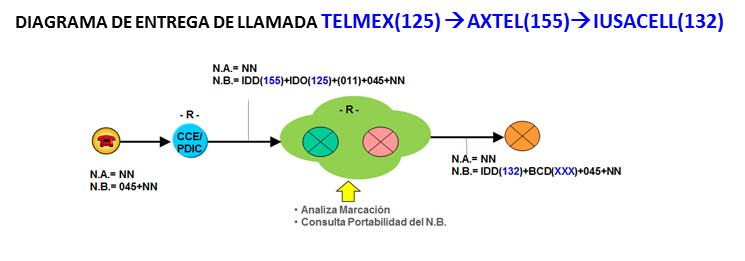 DIAGRAMA DE ENTREGA DE LLAMADA TELMEX(125) → AXTEL(155)→ IUSACELL(132)
N.A.= NN
N.B.= IDD(155)+IDO(125)+(011)+045+NN
- R -
- R -
CCE/
PDIC
N.A.= NN
N.B.= IDD(132)+BCD(XXX)+045+NN
N.A.= NN
N.B.= 045+NN
• Analiza Marcación
• Consulta Portabilidad del N.B.